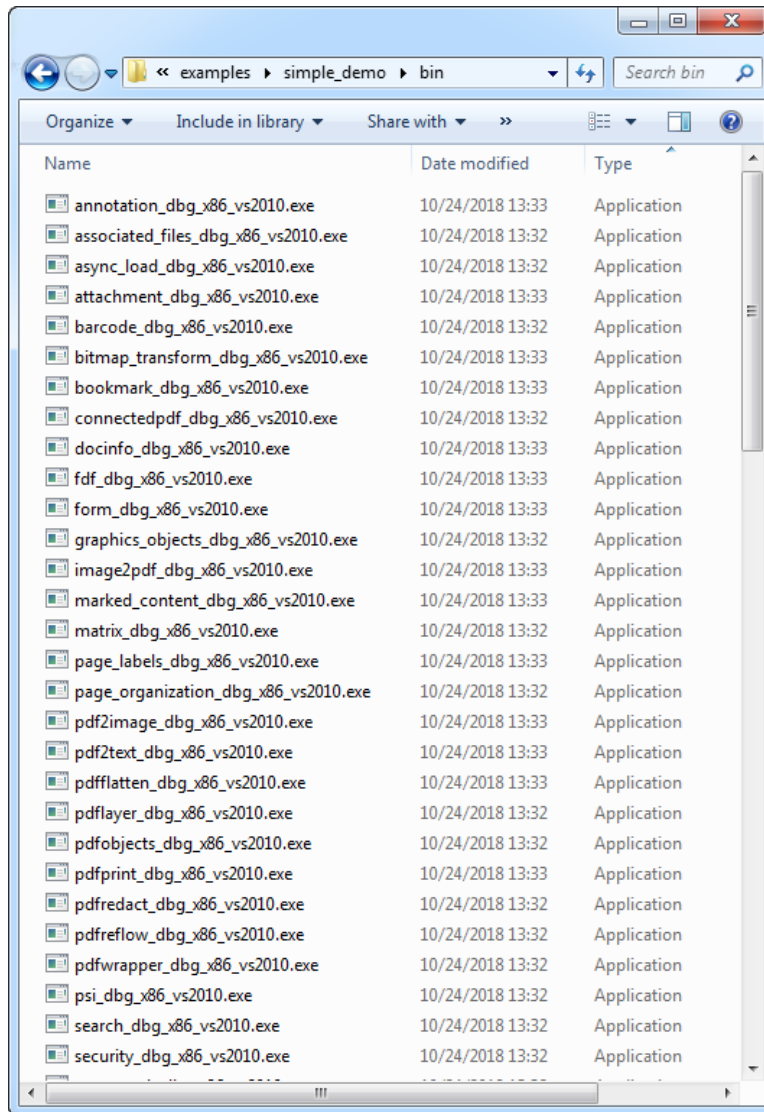 « examples simple_demo bin Search bin
Organize Include in library Share with »
Name Date modified Type
annotation_dbg_x86_vs2010.exe 10/24/2018 13:33 Application
associated_files_dbg_x86_vs2010.exe 10/24/2018 13:32 Application
async_load_dbg_x86_vs2010.exe 10/24/2018 13:32 Application
attachment_dbg_x86_vs2010.exe 10/24/2018 13:33 Application
barcode_dbg_x86_vs2010.exe 10/24/2018 13:32 Application
bitmap_transform_dbg_x86_vs2010.exe 10/24/2018 13:33 Application
bookmark_dbg_x86_vs2010.exe 10/24/2018 13:33 Application
connectedpdf_dbg_x86_vs2010.exe 10/24/2018 13:32 Application
docinfo_dbg_x86_vs2010.exe 10/24/2018 13:33 Application
fdf_dbg_x86_vs2010.exe 10/24/2018 13:33 Application
form_dbg_x86_vs2010.exe 10/24/2018 13:33 Application
graphics_objects_dbg_x86_vs2010.exe 10/24/2018 13:32 Application
image2pdf_dbg_x86_vs2010.exe 10/24/2018 13:33 Application
marked_content_dbg_x86_vs2010.exe 10/24/2018 13:33 Application
matrix_dbg_x86_vs2010.exe 10/24/2018 13:32 Application
page_labels_dbg_x86_vs2010.exe 10/24/2018 13:33 Application
page_organization_dbg_x86_vs2010.exe 10/24/2018 13:32 Application
pdf2image_dbg_x86_vs2010.exe 10/24/2018 13:33 Application
pdf2text_dbg_x86_vs2010.exe 10/24/2018 13:33 Application
pdfflatten_dbg_x86_vs2010.exe 10/24/2018 13:33 Application
pdflayer_dbg_x86_vs2010.exe 10/24/2018 13:32 Application
pdfobjects_dbg_x86_vs2010.exe 10/24/2018 13:32 Application
pdfprint_dbg_x86_vs2010.exe 10/24/2018 13:33 Application
pdfredact_dbg_x86_vs2010.exe 10/24/2018 13:32 Application
pdfreflow_dbg_x86_vs2010.exe 10/24/2018 13:32 Application
pdfwrapper_dbg_x86_vs2010.exe 10/24/2018 13:32 Application
psi_dbg_x86_vs2010.exe 10/24/2018 13:32 Application
search_dbg_x86_vs2010.exe 10/24/2018 13:32 Application
security_dbg_x86_vs2010.exe 10/24/2018 13:32 Application